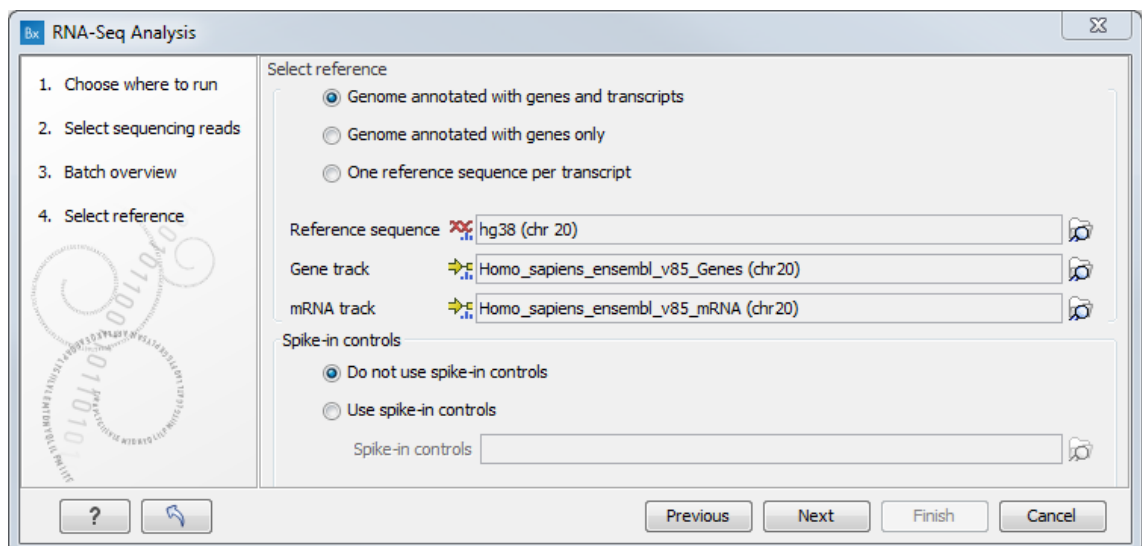 Bx RNA-Seq Analysis
1. Choose where to run
2. Select sequencing reads
3. Batch overview
4. Select reference
Select reference
Genome annotated with genes and transcripts
Genome annotated with genes only
One reference sequence per transcript
Reference sequence hg38 (chr 20)
Gene track Homo_sapiens_ensembl_v85_Genes (chr20)
mRNA track Homo_sapiens_ensembl_v85_mRNA (chr20)
Spike-in controls
Do not use spike-in controls
Use spike-in controls
Spike-in controls
? Previous Next Finish Cancel